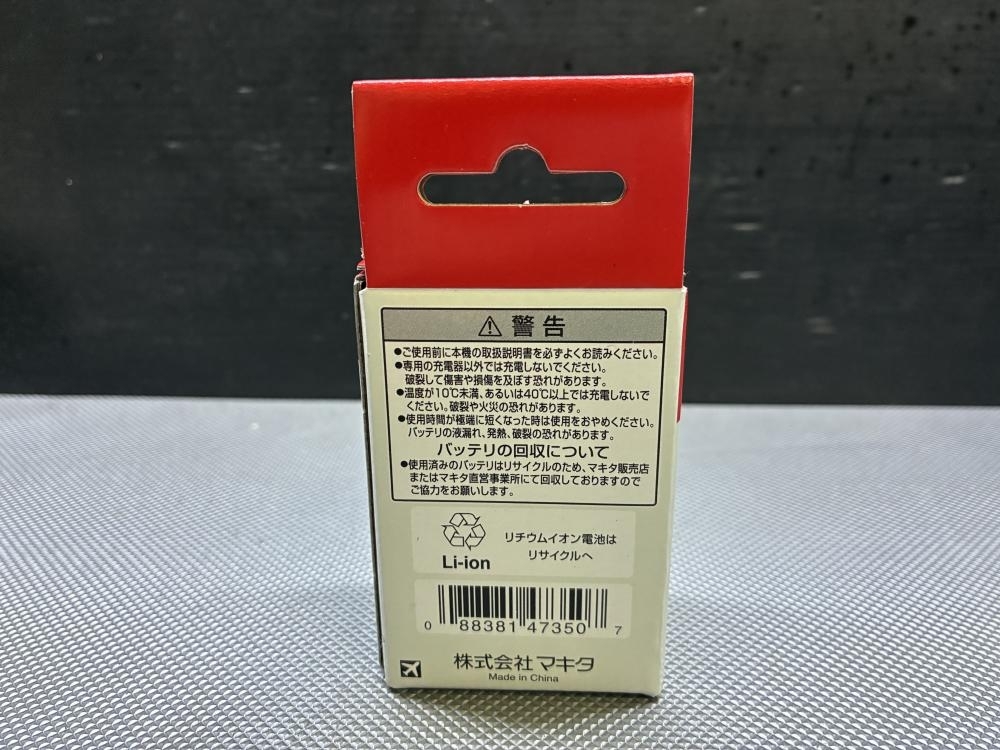 警告
●ご使用前に本機の取扱説明書を必ずよくお読みください。
●専用の充電器以外では充電しないでください。
破裂して傷害や損傷を及ぼす恐れがあります。
●温度が10℃未満、あるいは40℃以上では充電しないで
ください。破裂や火災の恐れがあります。
●使用時間が極端に短くなった時は使用をおやめください。
バッテリの液漏れ、発熱、破裂の恐れがあります。
バッテリの回収について
●使用済みのバッテリはリサイクルのため、マキタ販売店
またはマキタ直営事業所にて回収しておりますので
ご協力をお願いします。
リチウムイオン電池は
リサイクルへ
Li-ion
0 88381 47350 7
株式会社マキタ
Made in China